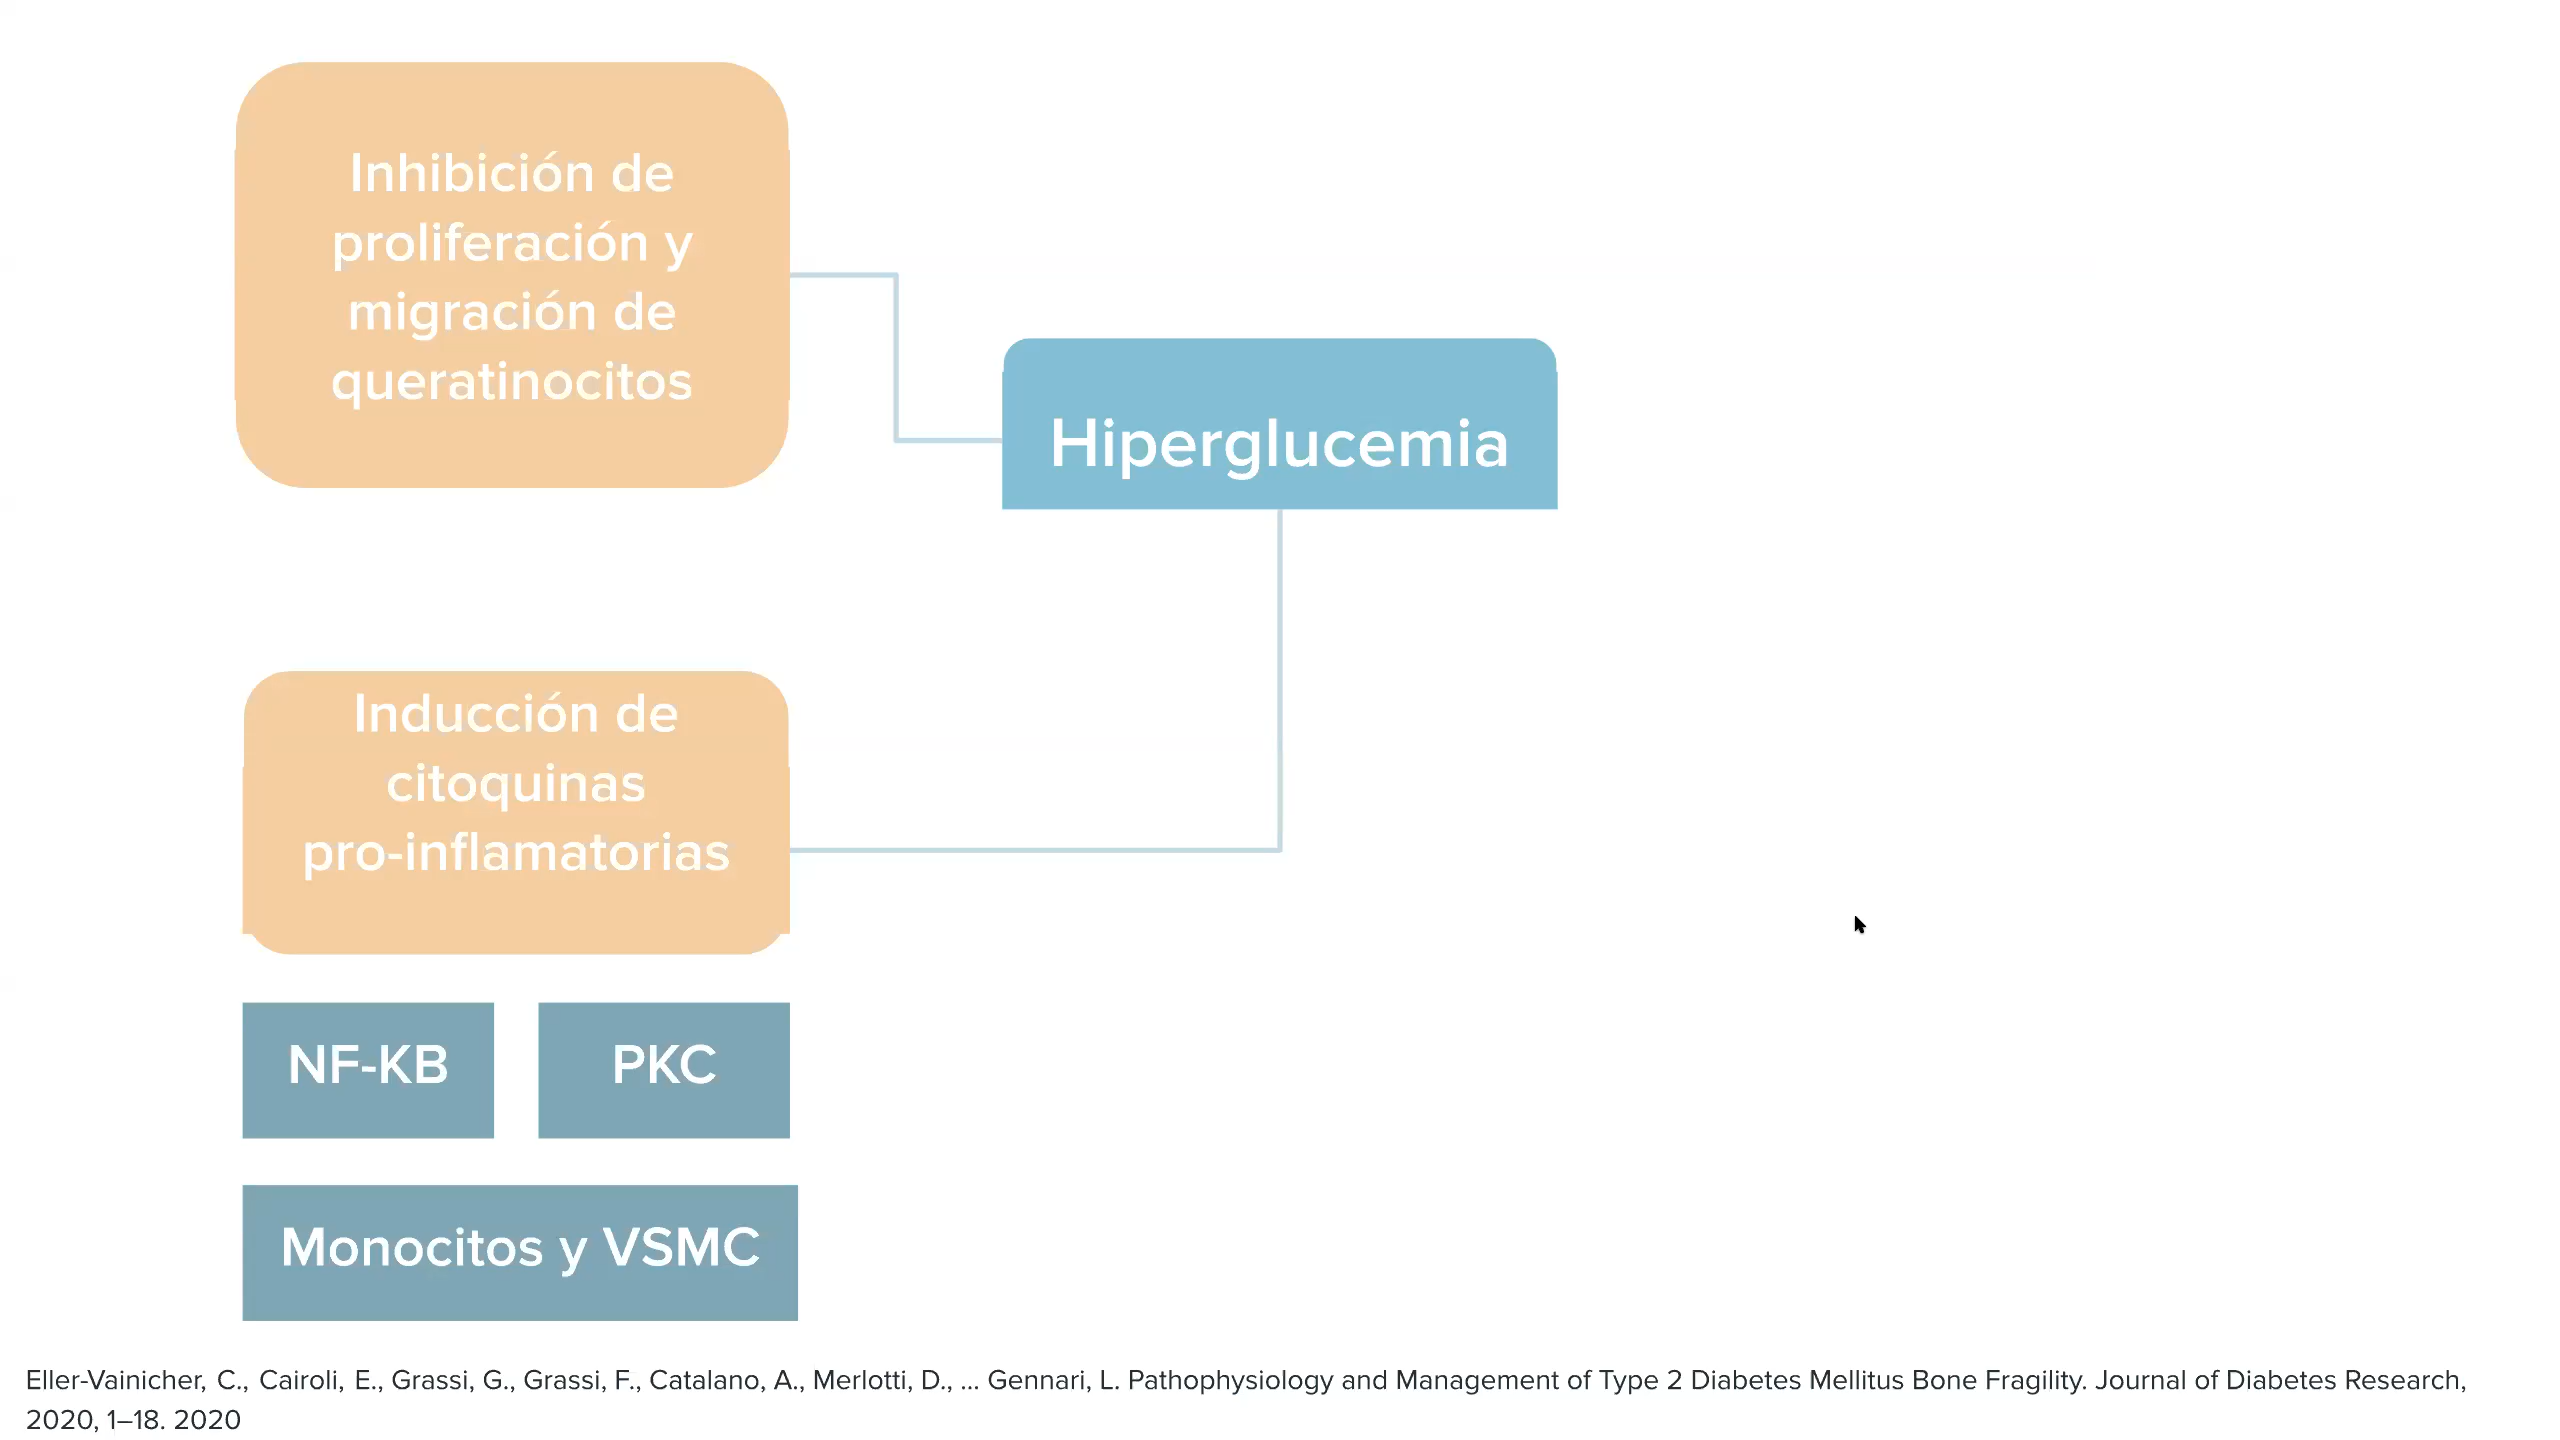 Inhibición de
proliferación y
migración de
queratinocitos
Hiperglucemia
Inducción de
citoquinas
pro-inflamatorias
NF-KB
PKC
Monocitos y VSMC
Eller-Vainicher, C., Cairoli, E., Grassi, G., Grassi, F., Catalano, A., Merlotti, D., ... Gennari, L. Pathophysiology and Management of Type 2 Diabetes Mellitus Bone Fragility. Journal of Diabetes Research,
2020, 1–18. 2020